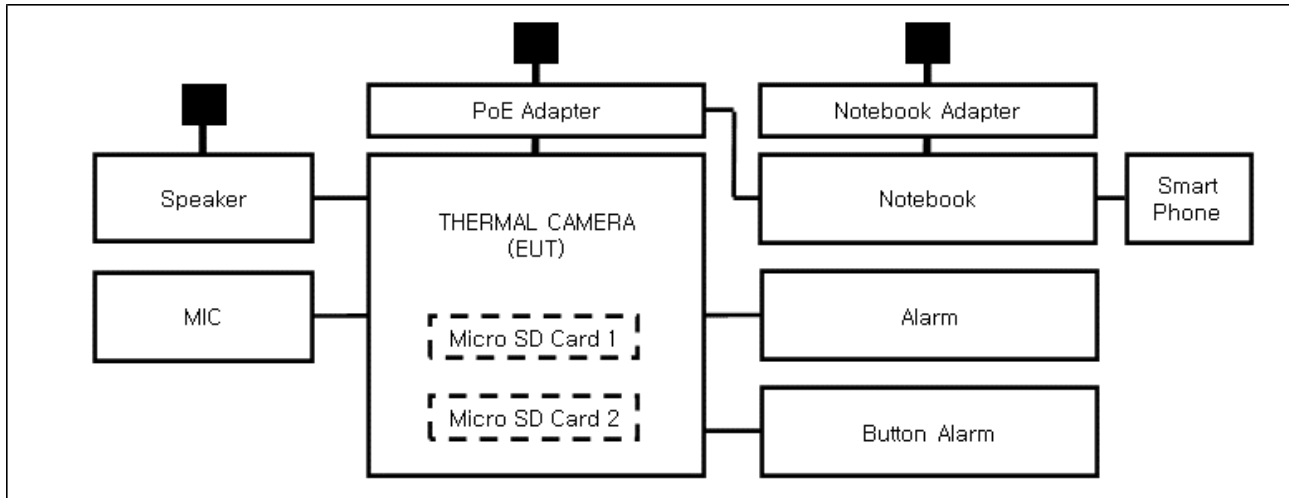 PoE Adapter
Notebook Adapter
Speaker
THERMAL CAMERA
(EUT)
Notebook
Smart
Phone
MIC
Alarm
Micro SD Card 1
Micro SD Card 2
Button Alarm